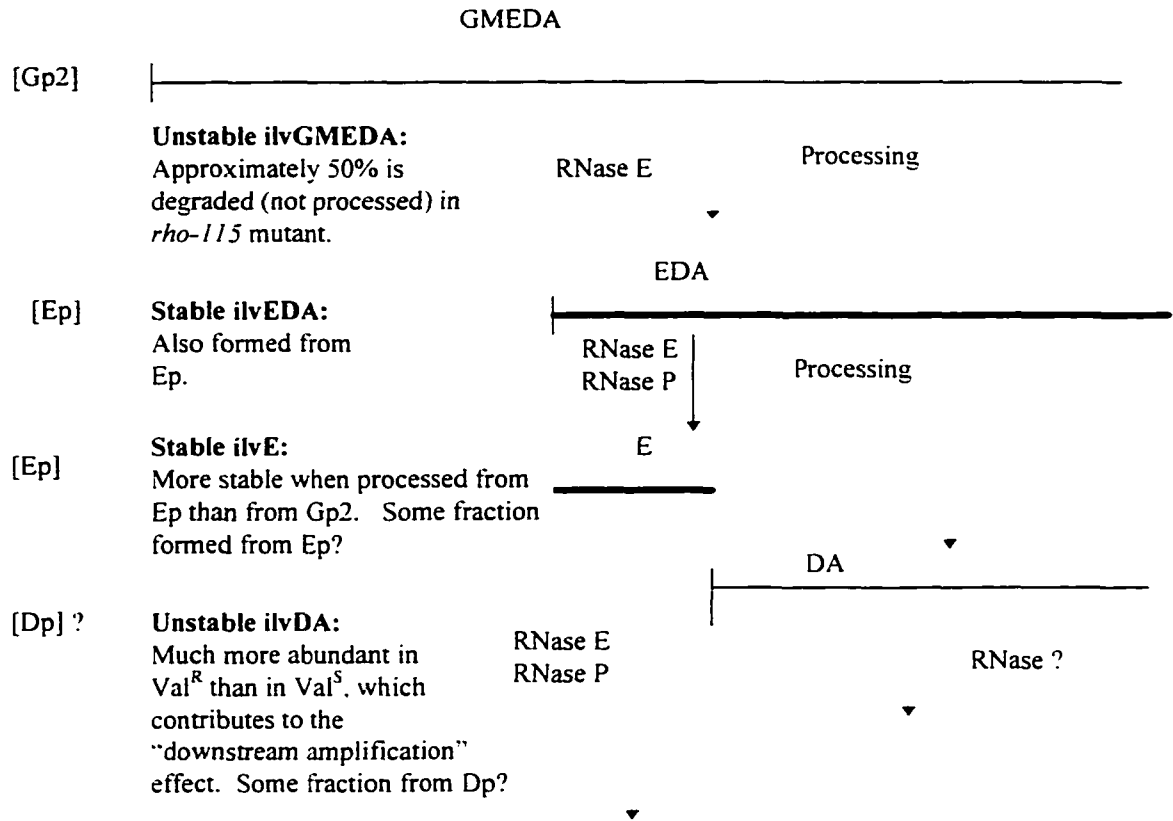 GMEDA
[Gp2]
Unstable ilvGMEDA:
Approximately 50% is
degraded (not processed) in
rho-115 mutant.
RNase E
Processing
EDA
[Ep]
Stable ilvEDA:
Also formed from
Ep.
RNase E
RNase P
Processing
E
[Ep]
Stable ilvE:
More stable when processed from
Ep than from Gp2. Some fraction
formed from Ep?
DA
[Dp] ?
Unstable ilvDA:
Much more abundant in
Val^R than in Val^S, which
contributes to the
"downstream amplification"
effect. Some fraction from Dp?
RNase E
RNase P
RNase ?